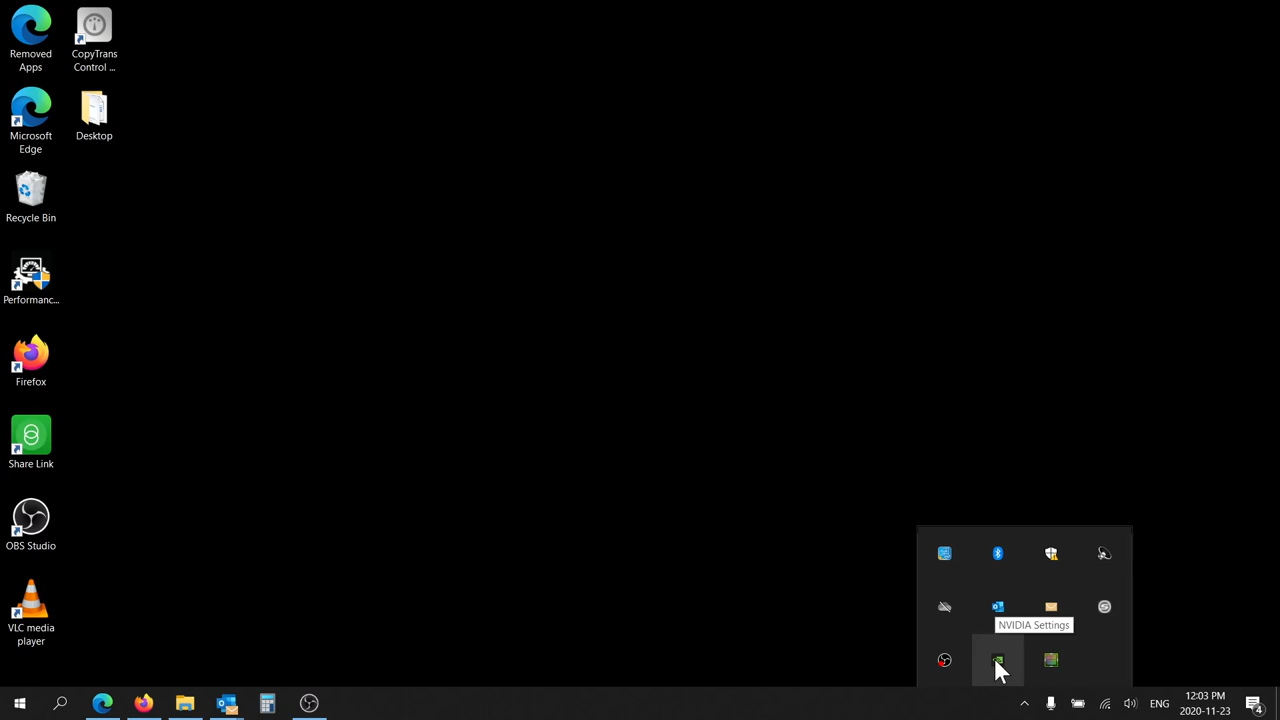 Removed
Apps
CopyTrans
Control ...
Microsoft
Edge
Desktop
Recycle Bin
Performanc...
Firefox
Share Link
OBS Studio
VLC media
player
NVIDIA Settings
ENG
12:03 PM
2020-11-23
4